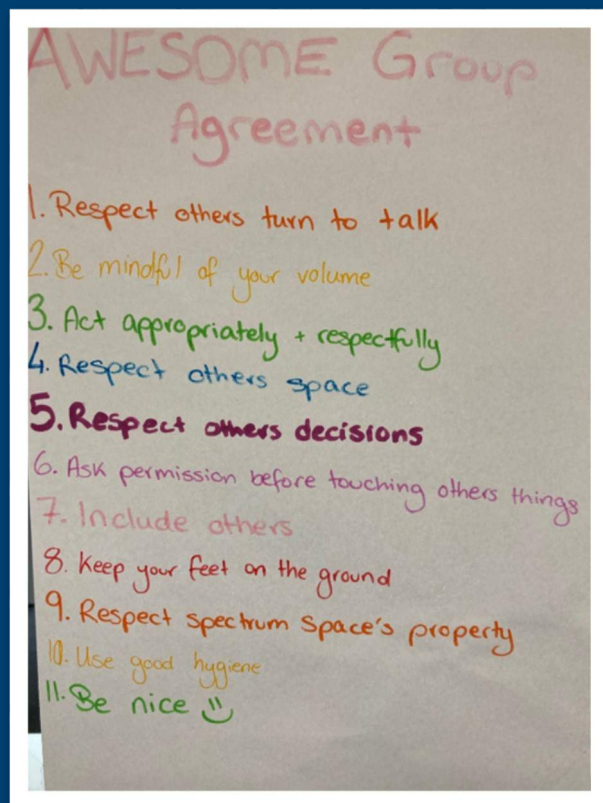 AWESOME Group
Agreement
1. Respect others turn to talk
2. Be mindful of your volume
3. Act appropriately + respectfully
4. Respect others space
5. Respect others decisions
6. Ask permission before touching others things
7. Include others
8. Keep your feet on the ground
9. Respect spectrum Space's property
10. Use good hygiene
11. Be nice